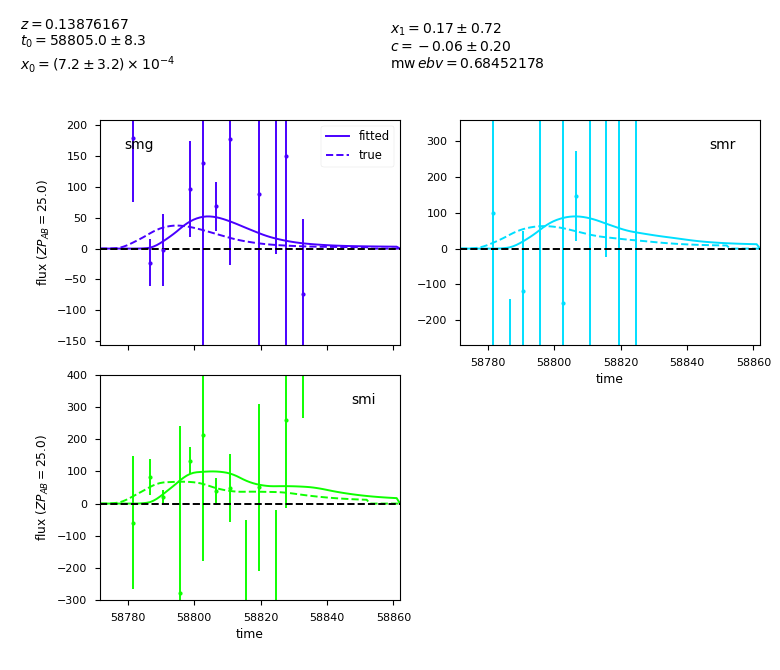 z = 0.13876167
t₀ = 58805.0 ± 8.3
x₀ = (7.2 ± 3.2) × 10⁻⁴
x₁ = 0.17 ± 0.72
c = −0.06 ± 0.20
mw ebv = 0.68452178
smg
fitted
true
200
150
100
50
0
−50
−100
−150
flux (ZP_AB = 25.0)
smr
300
200
100
0
−100
−200
58780 58800 58820 58840 58860
time
smi
400
300
200
100
0
−100
−200
−300
flux (ZP_AB = 25.0)
58780 58800 58820 58840 58860
time